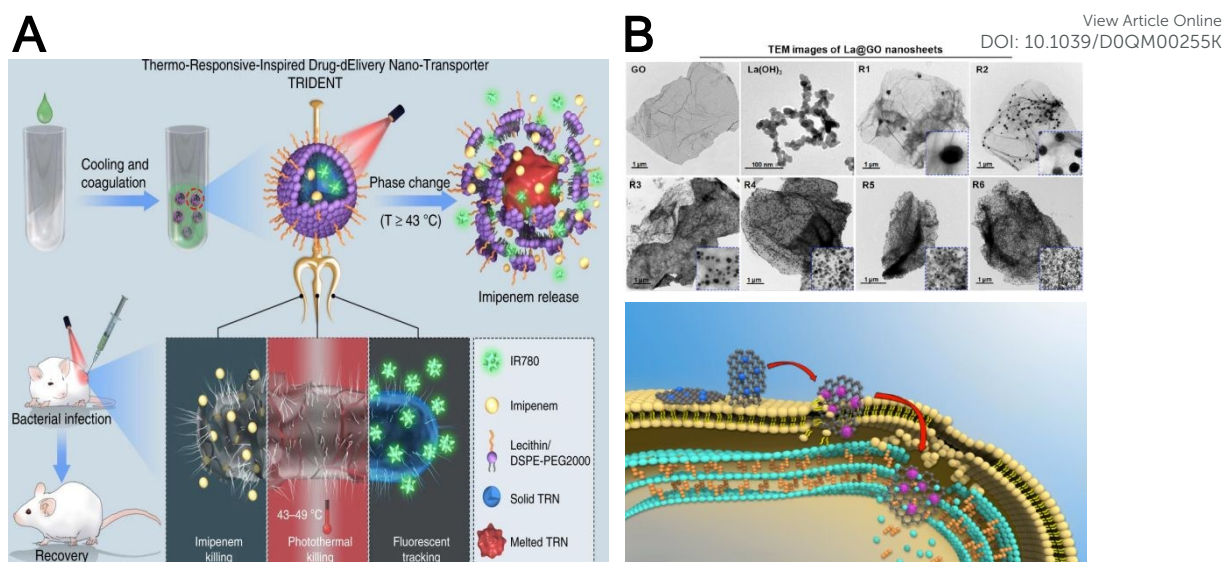 A
Thermo-Responsive-Inspired Drug-dElivery Nano-Transporter
TRIDENT
Cooling and
coagulation
Phase change
(T ≥ 43 °C)
Imipenem release
Bacterial infection
Recovery
43–49 °C
Imipenem
killing
Photothermal
killing
Fluorescent
tracking
IR780
Imipenem
Lecithin/
DSPE-PEG2000
Solid TRN
Melted TRN
B
View Article Online
DOI: 10.1039/D0QM00255K
TEM images of La@GO nanosheets
GO
1 μm
La(OH)3
100 nm
R1
1 μm
R2
1 μm
R3
1 μm
R4
1 μm
R5
1 μm
R6
1 μm